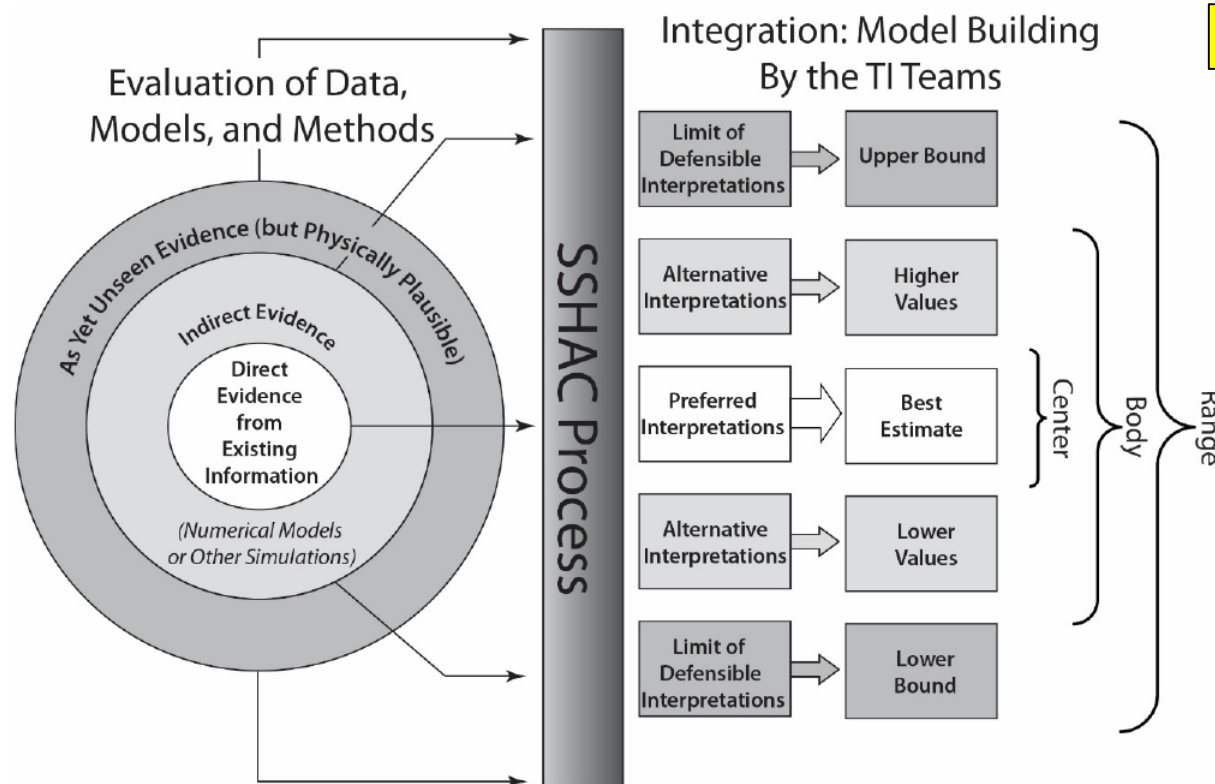 Evaluation of Data,
Models, and Methods
As Yet Unseen Evidence (but Physically Plausible)
Indirect Evidence
Direct
Evidence
from
Existing
Information
(Numerical Models
or Other Simulations)
SSHAC Process
Integration: Model Building
By the TI Teams
Limit of
Defensible
Interpretations
Upper Bound
Alternative
Interpretations
Higher
Values
Preferred
Interpretations
Best
Estimate
Alternative
Interpretations
Lower
Values
Limit of
Defensible
Interpretations
Lower
Bound
Center
Body
Range